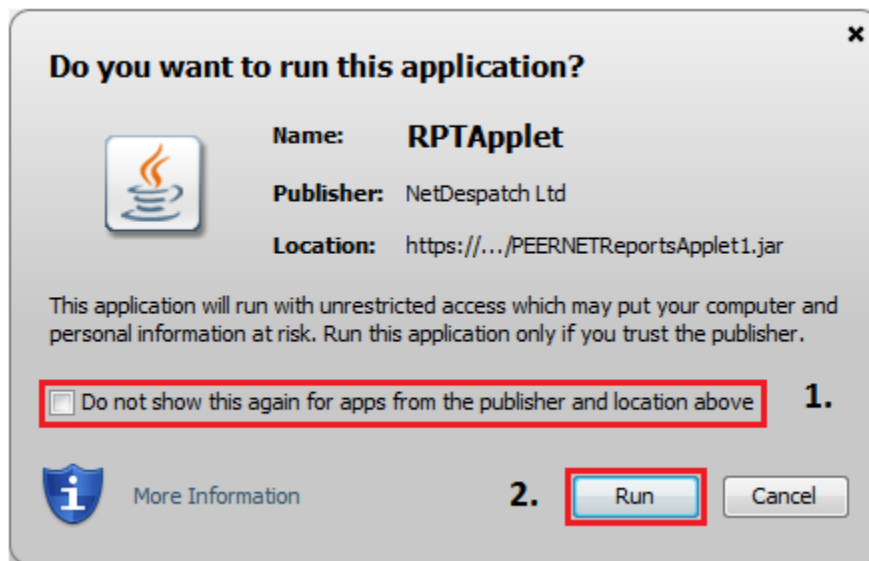 Do you want to run this application?
Name: RPTApplet
Publisher: NetDespatch Ltd
Location: https://.../PEERNETReportsApplet1.jar
This application will run with unrestricted access which may put your computer and
personal information at risk. Run this application only if you trust the publisher.
Do not show this again for apps from the publisher and location above 1.
More Information 2. Run Cancel